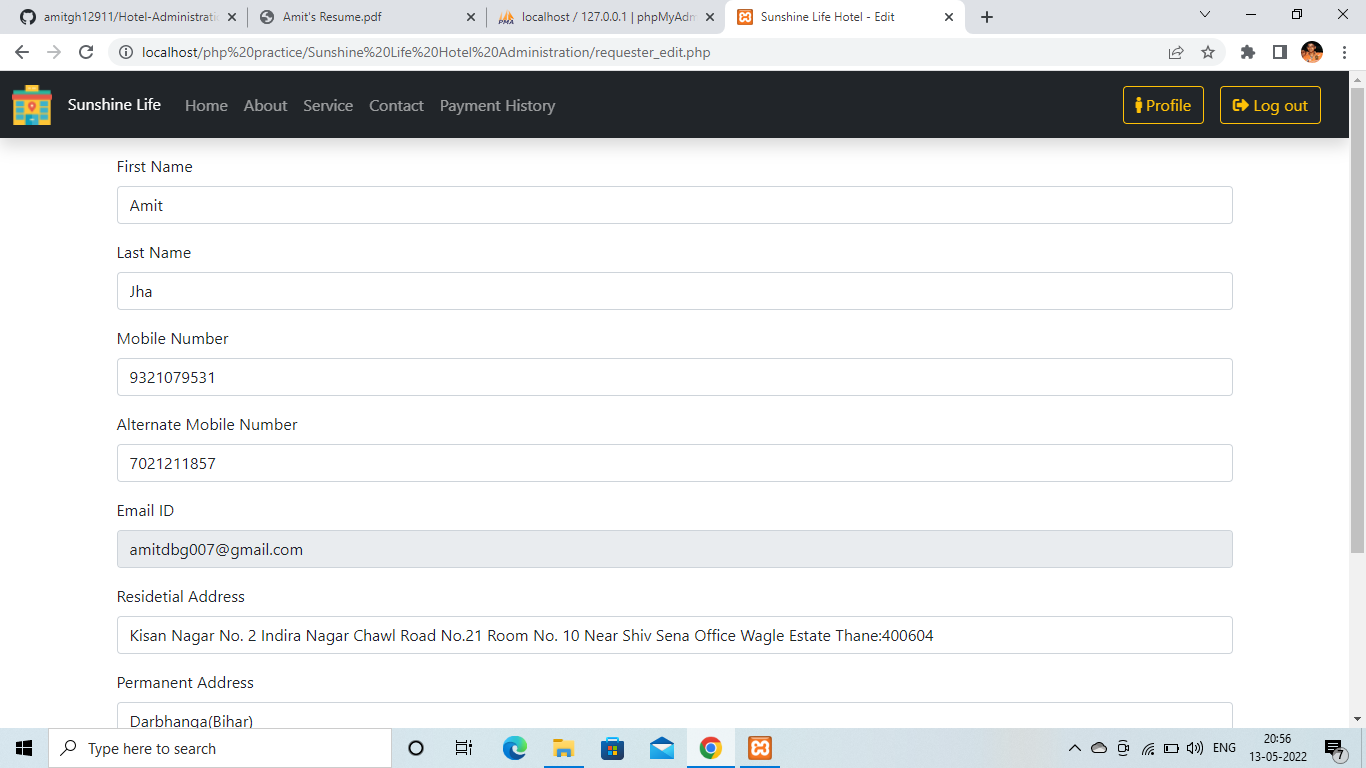 amitgh12911/Hotel-Administratio
Amit's Resume.pdf
localhost / 127.0.0.1 | phpMyAdm
Sunshine Life Hotel - Edit
localhost/php%20practice/Sunshine%20Life%20Hotel%20Administration/requester_edit.php
Sunshine Life Home About Service Contact Payment History Profile Log out
First Name
Amit
Last Name
Jha
Mobile Number
9321079531
Alternate Mobile Number
7021211857
Email ID
amitdbg007@gmail.com
Residetial Address
Kisan Nagar No. 2 Indira Nagar Chawl Road No.21 Room No. 10 Near Shiv Sena Office Wagle Estate Thane:400604
Permanent Address
Darbhanga(Bihar)
Type here to search
ENG
20:56
13-05-2022
7